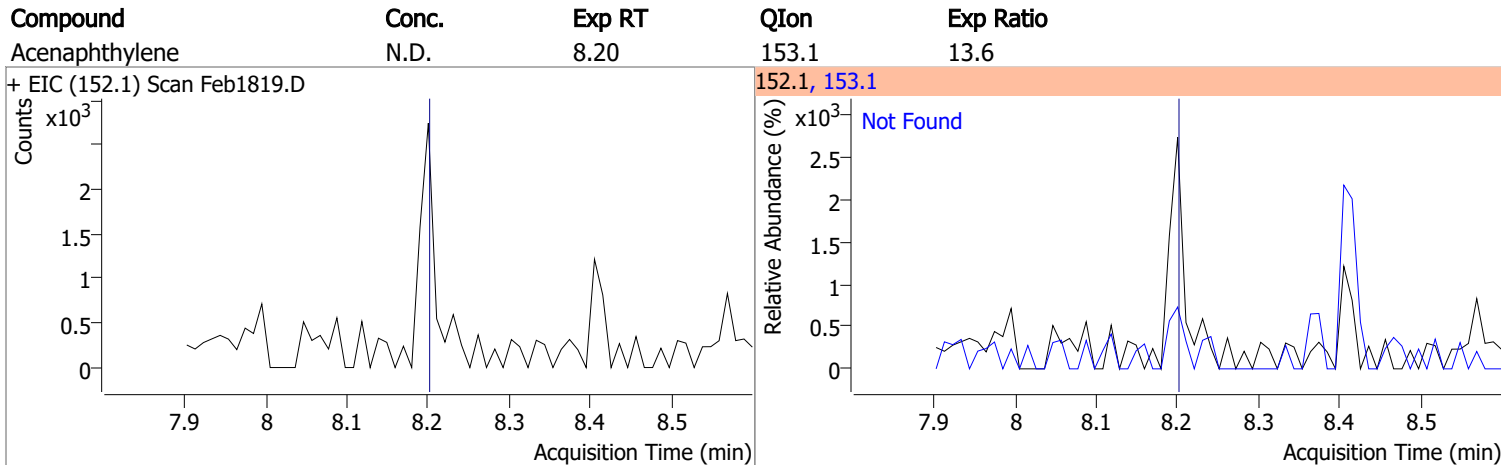 Compound Conc. Exp RT QIon Exp Ratio
Acenaphthylene N.D. 8.20 153.1 13.6
+ EIC (152.1) Scan Feb1819.D
Counts
x10³
2
1.5
1
0.5
0
7.9 8 8.1 8.2 8.3 8.4 8.5
Acquisition Time (min)
152.1, 153.1
Relative Abundance (%)
x10³
Not Found
2.5
2
1.5
1
0.5
0
7.9 8 8.1 8.2 8.3 8.4 8.5
Acquisition Time (min)